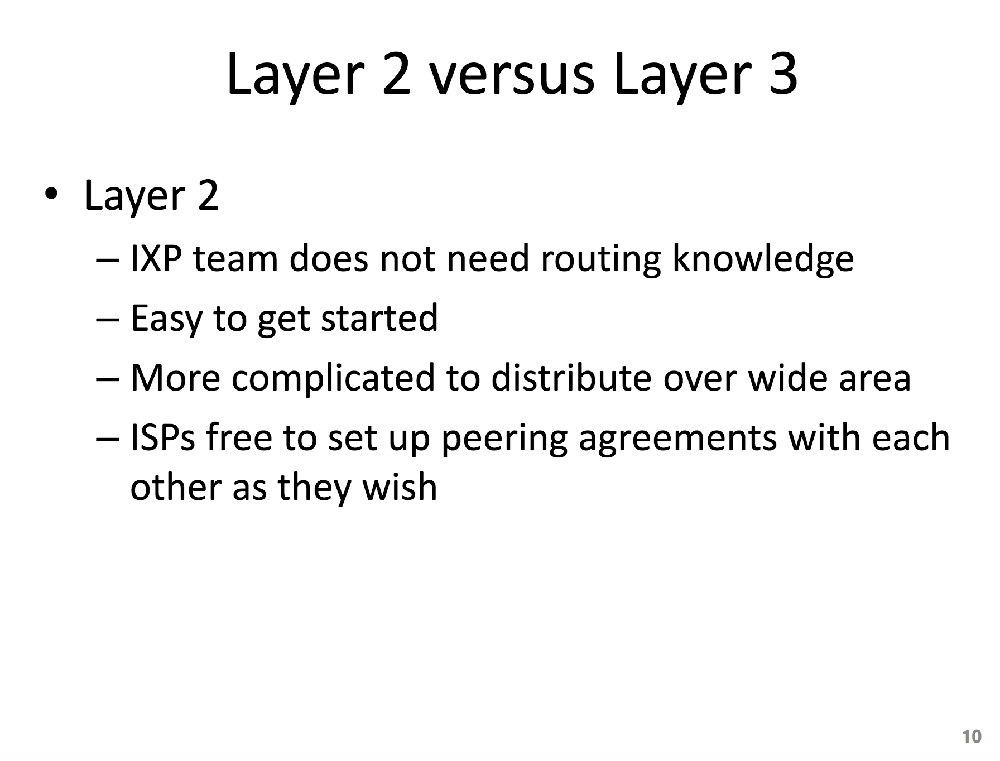 Layer 2 versus Layer 3
• Layer 2
– IXP team does not need routing knowledge
– Easy to get started
– More complicated to distribute over wide area
– ISPs free to set up peering agreements with each
other as they wish
10